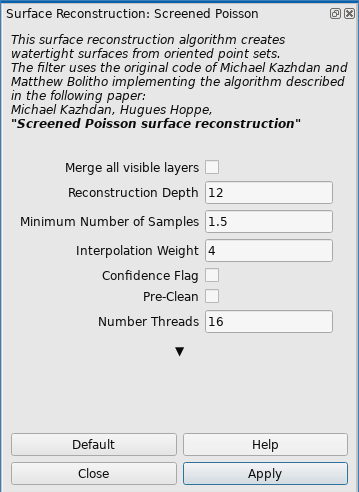 Surface Reconstruction: Screened Poisson
This surface reconstruction algorithm creates
watertight surfaces from oriented point sets.
The filter uses the original code of Michael Kazhdan and
Matthew Bolitho implementing the algorithm described
in the following paper:
Michael Kazhdan, Hugues Hoppe,
"Screened Poisson surface reconstruction"
Merge all visible layers
Reconstruction Depth 12
Minimum Number of Samples 1.5
Interpolation Weight 4
Confidence Flag
Pre-Clean
Number Threads 16
Default Help
Close Apply